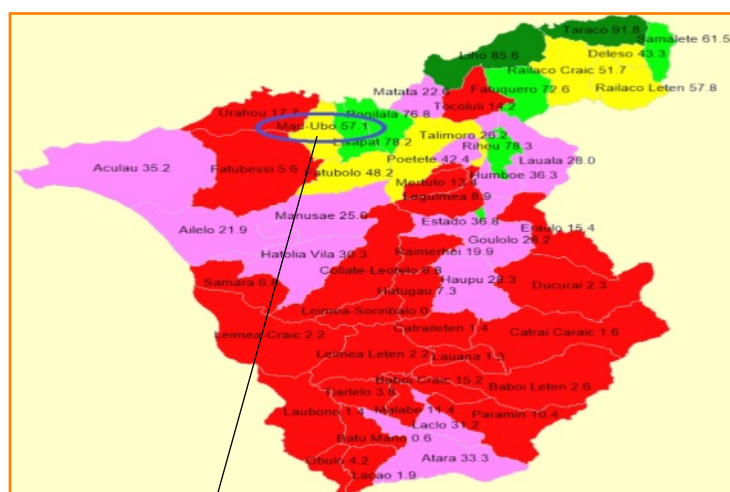 Taraco 91.8
Samalete 61.5
Liho 85.6
Deleso 43.3
Railaco Craic 51.7
Fatuquero 72.6
Railaco Leten 57.8
Matata 22.6
Tocoluli 14.2
Urahou 17.7
Ponilala 76.8
Mau-Ubo 57.1
Talimoro 26.2
Lisapat 78.2
Riheu 78.3
Poetete 42.4
Lauala 28.0
Aculau 35.2
Fatubessi 5.6
Humboe 36.3
Fatubolo 48.2
Mertuto 13.4
Leguimea 8.9
Manusae 25.0
Estado 36.8
Eraulo 15.4
Ailelo 21.9
Goulolo 28.2
Raimerhei 19.9
Hatolia Vila 30.3
Coliate-Leotelo 8.6
Samara 6.8
Haupu 29.3
Hatugau 7.3
Ducurai 2.3
Leimea-Sorinbalo 0
Leimea-Craic 2.2
Catraileten 1.4
Catrai Caraic 1.6
Leimea Leten 2.2
Lauana 1.3
Baboi Craic 15.2
Baboi Leten 2.6
Tiarlelo 3.8
Laubono 1.4
Malabe 11.4
Paramin 10.4
Laclo 31.2
Batu Mano 0.6
Obulo 4.2
Atara 33.3
Lacao 1.9